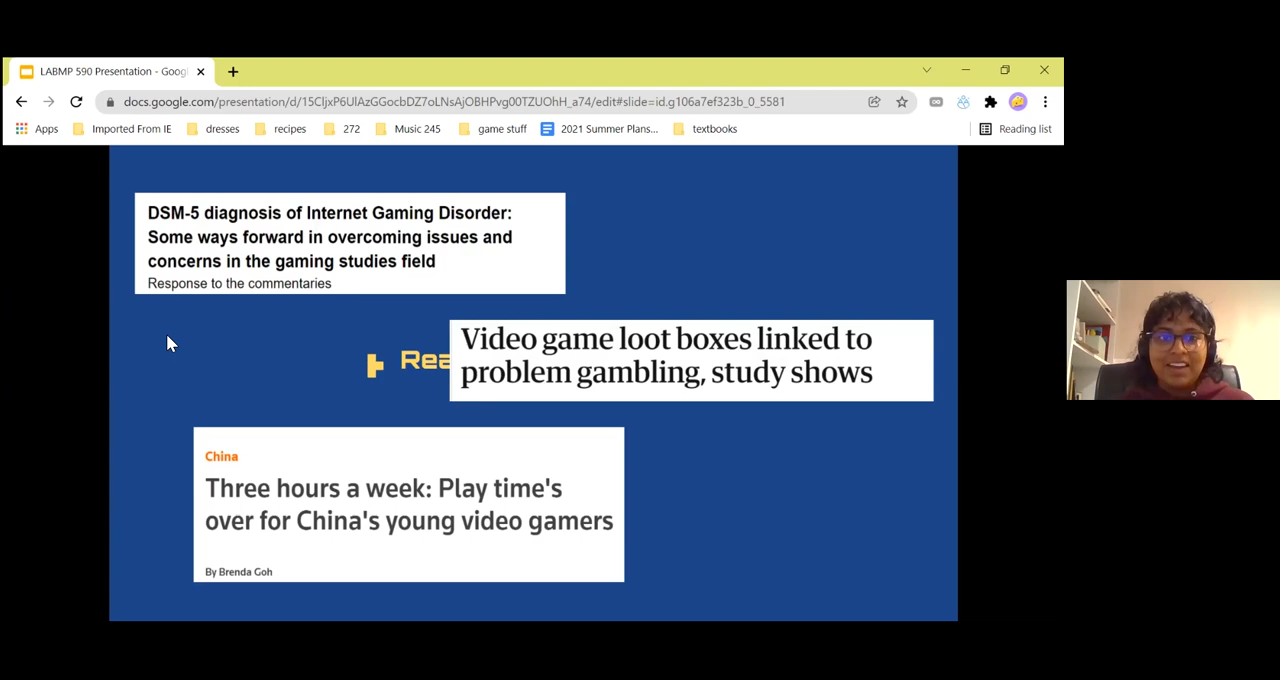 LABMP 590 Presentation - Goog
docs.google.com/presentation/d/15CljxP6UlAzGGocbDZ7oLNsAjOBHPvg00TZUOhH_a74/edit#slide=id.g106a7ef323b_0_5581
Apps Imported From IE dresses recipes 272 Music 245 game stuff 2021 Summer Plans... textbooks Reading list
DSM-5 diagnosis of Internet Gaming Disorder:
Some ways forward in overcoming issues and
concerns in the gaming studies field
Response to the commentaries
Rea
Video game loot boxes linked to
problem gambling, study shows
China
Three hours a week: Play time's
over for China's young video gamers
By Brenda Goh